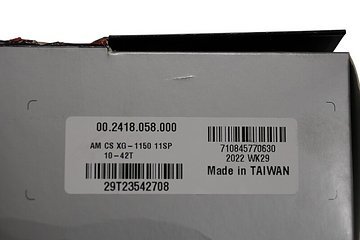 00.2418.058.000
AM CS XG-1150 11SP
10-42T
29T23542708
710845770630
2022 WK29
Made in TAIWAN